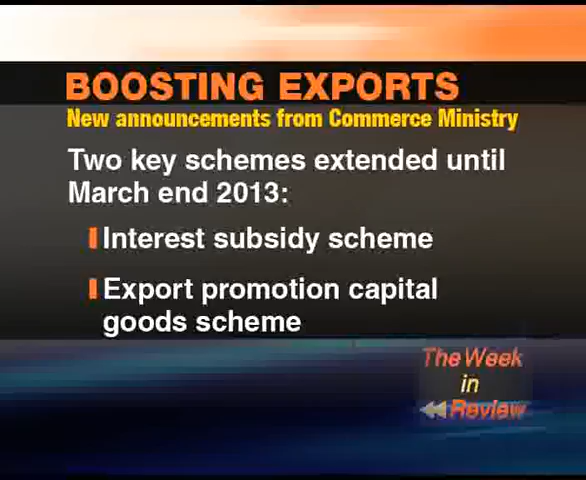 BOOSTING EXPORTS
New announcements from Commerce Ministry
Two key schemes extended until
March end 2013:
Interest subsidy scheme
Export promotion capital
goods scheme
The Week
in
Review